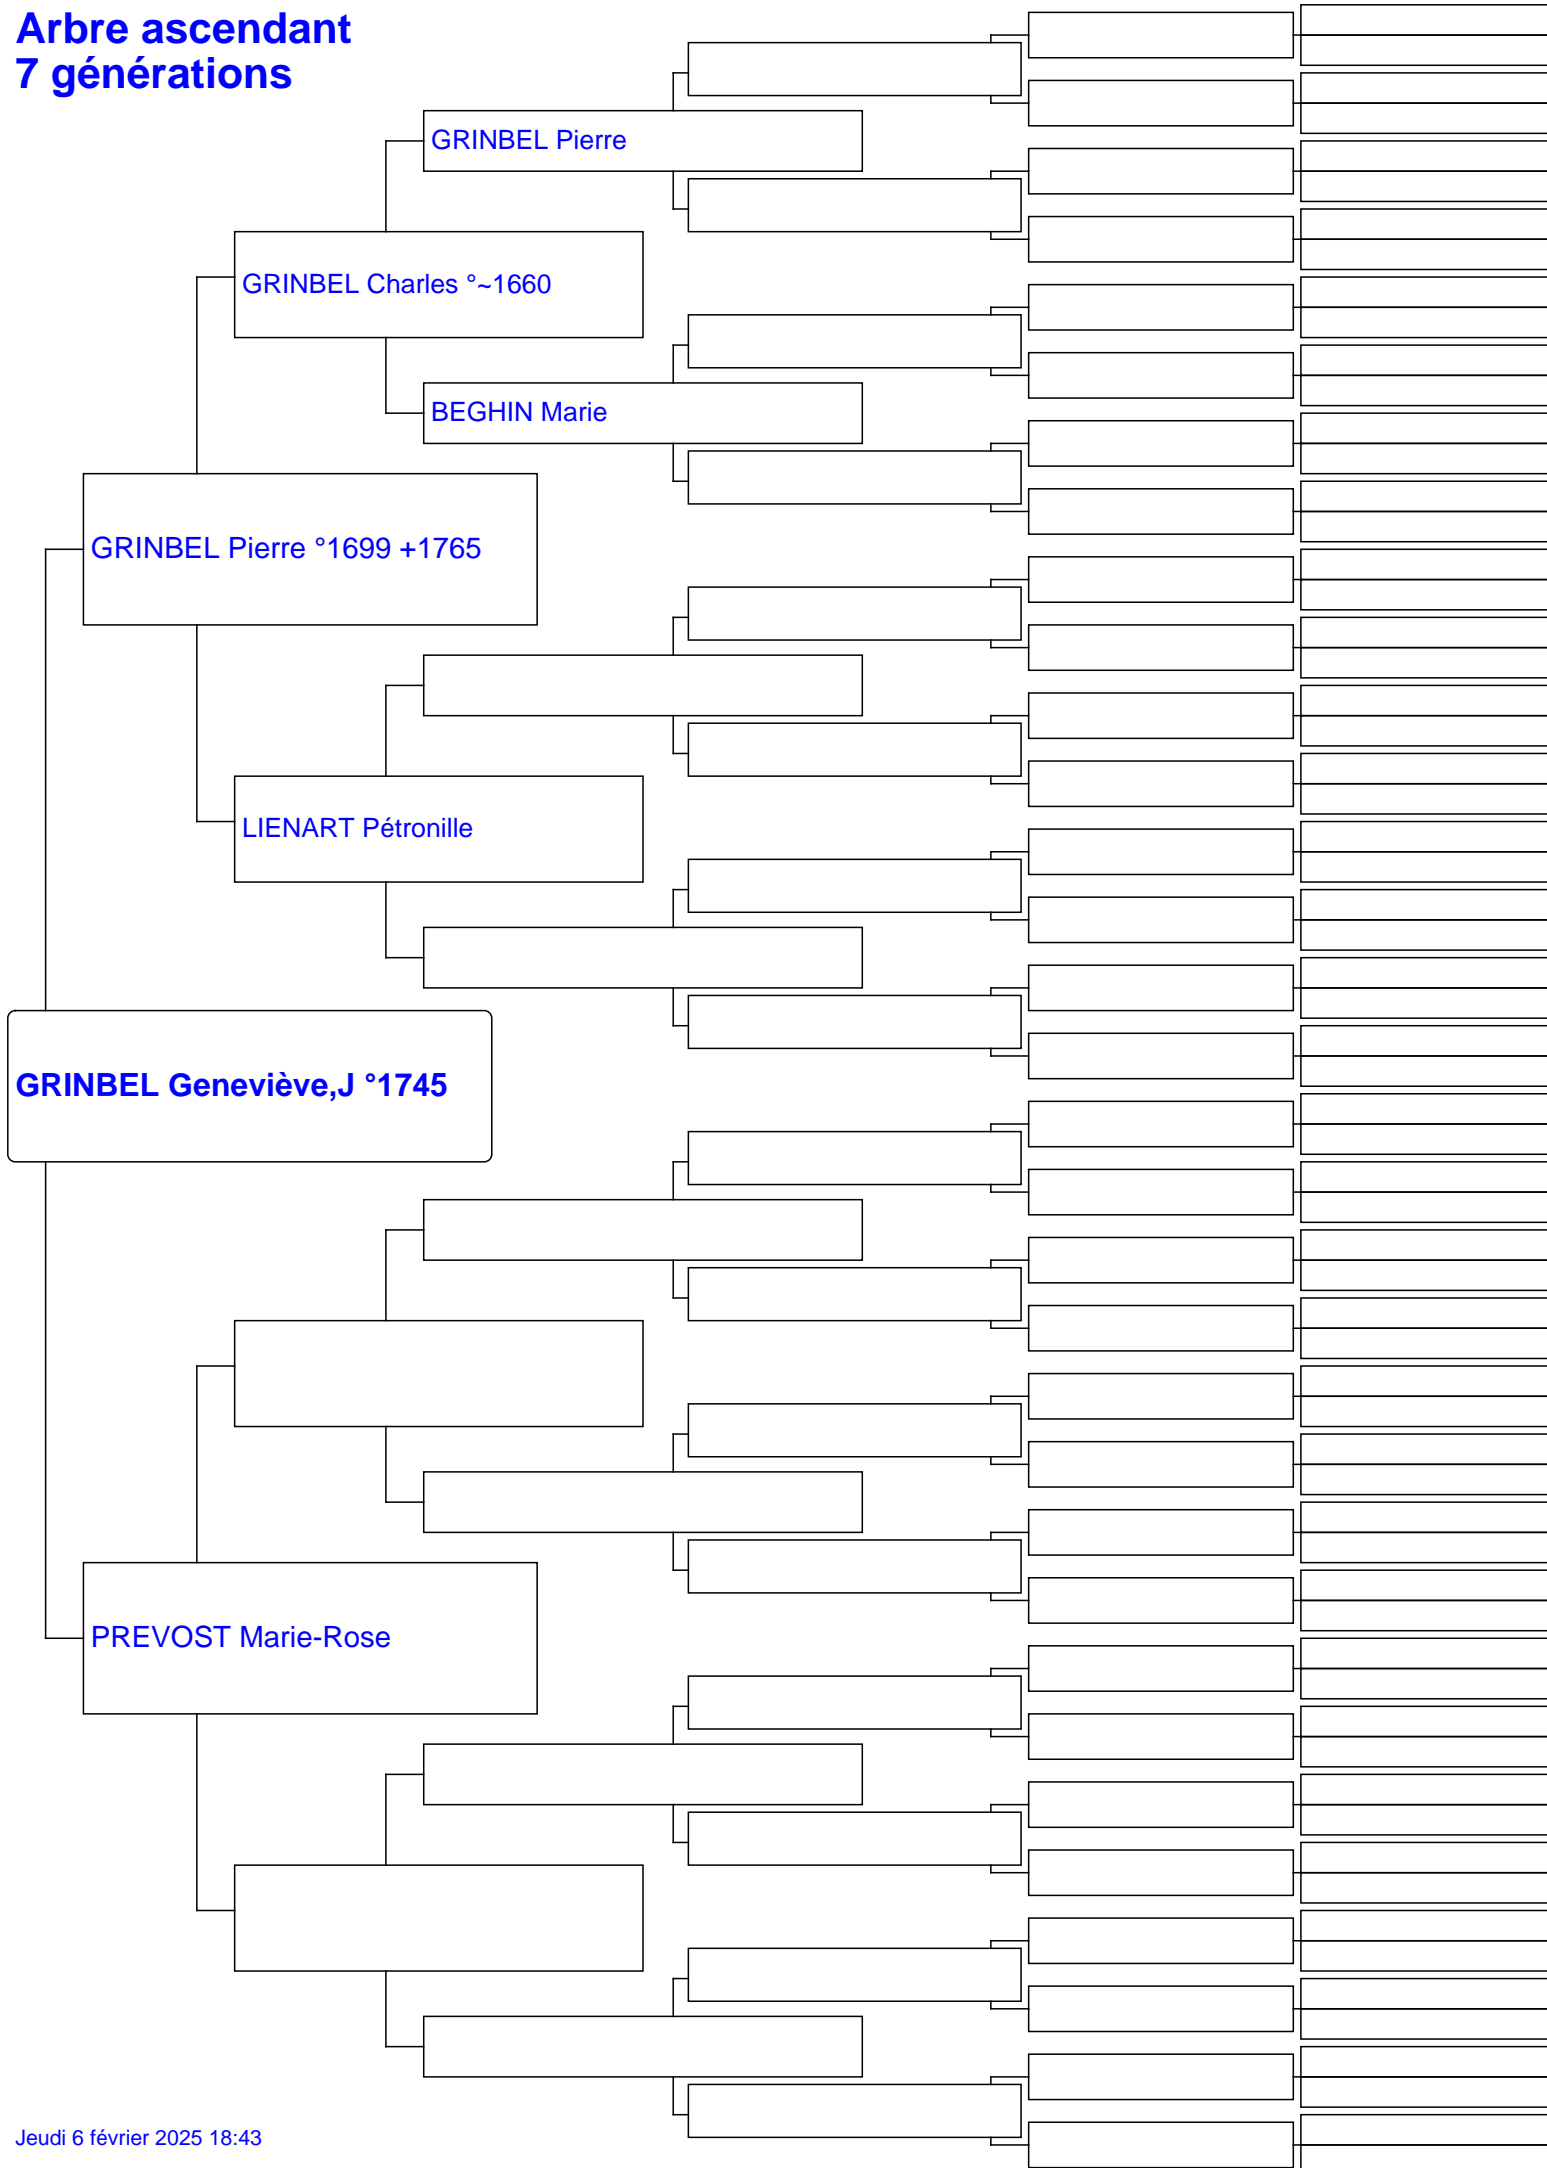 Arbre ascendant
7 générations
GRINBEL Pierre
GRINBEL Charles °~1660
BEGHIN Marie
GRINBEL Pierre °1699 +1765
LIENART Pétronille
GRINBEL Geneviève,J °1745
PREVOST Marie-Rose
Jeudi 6 février 2025 18:43